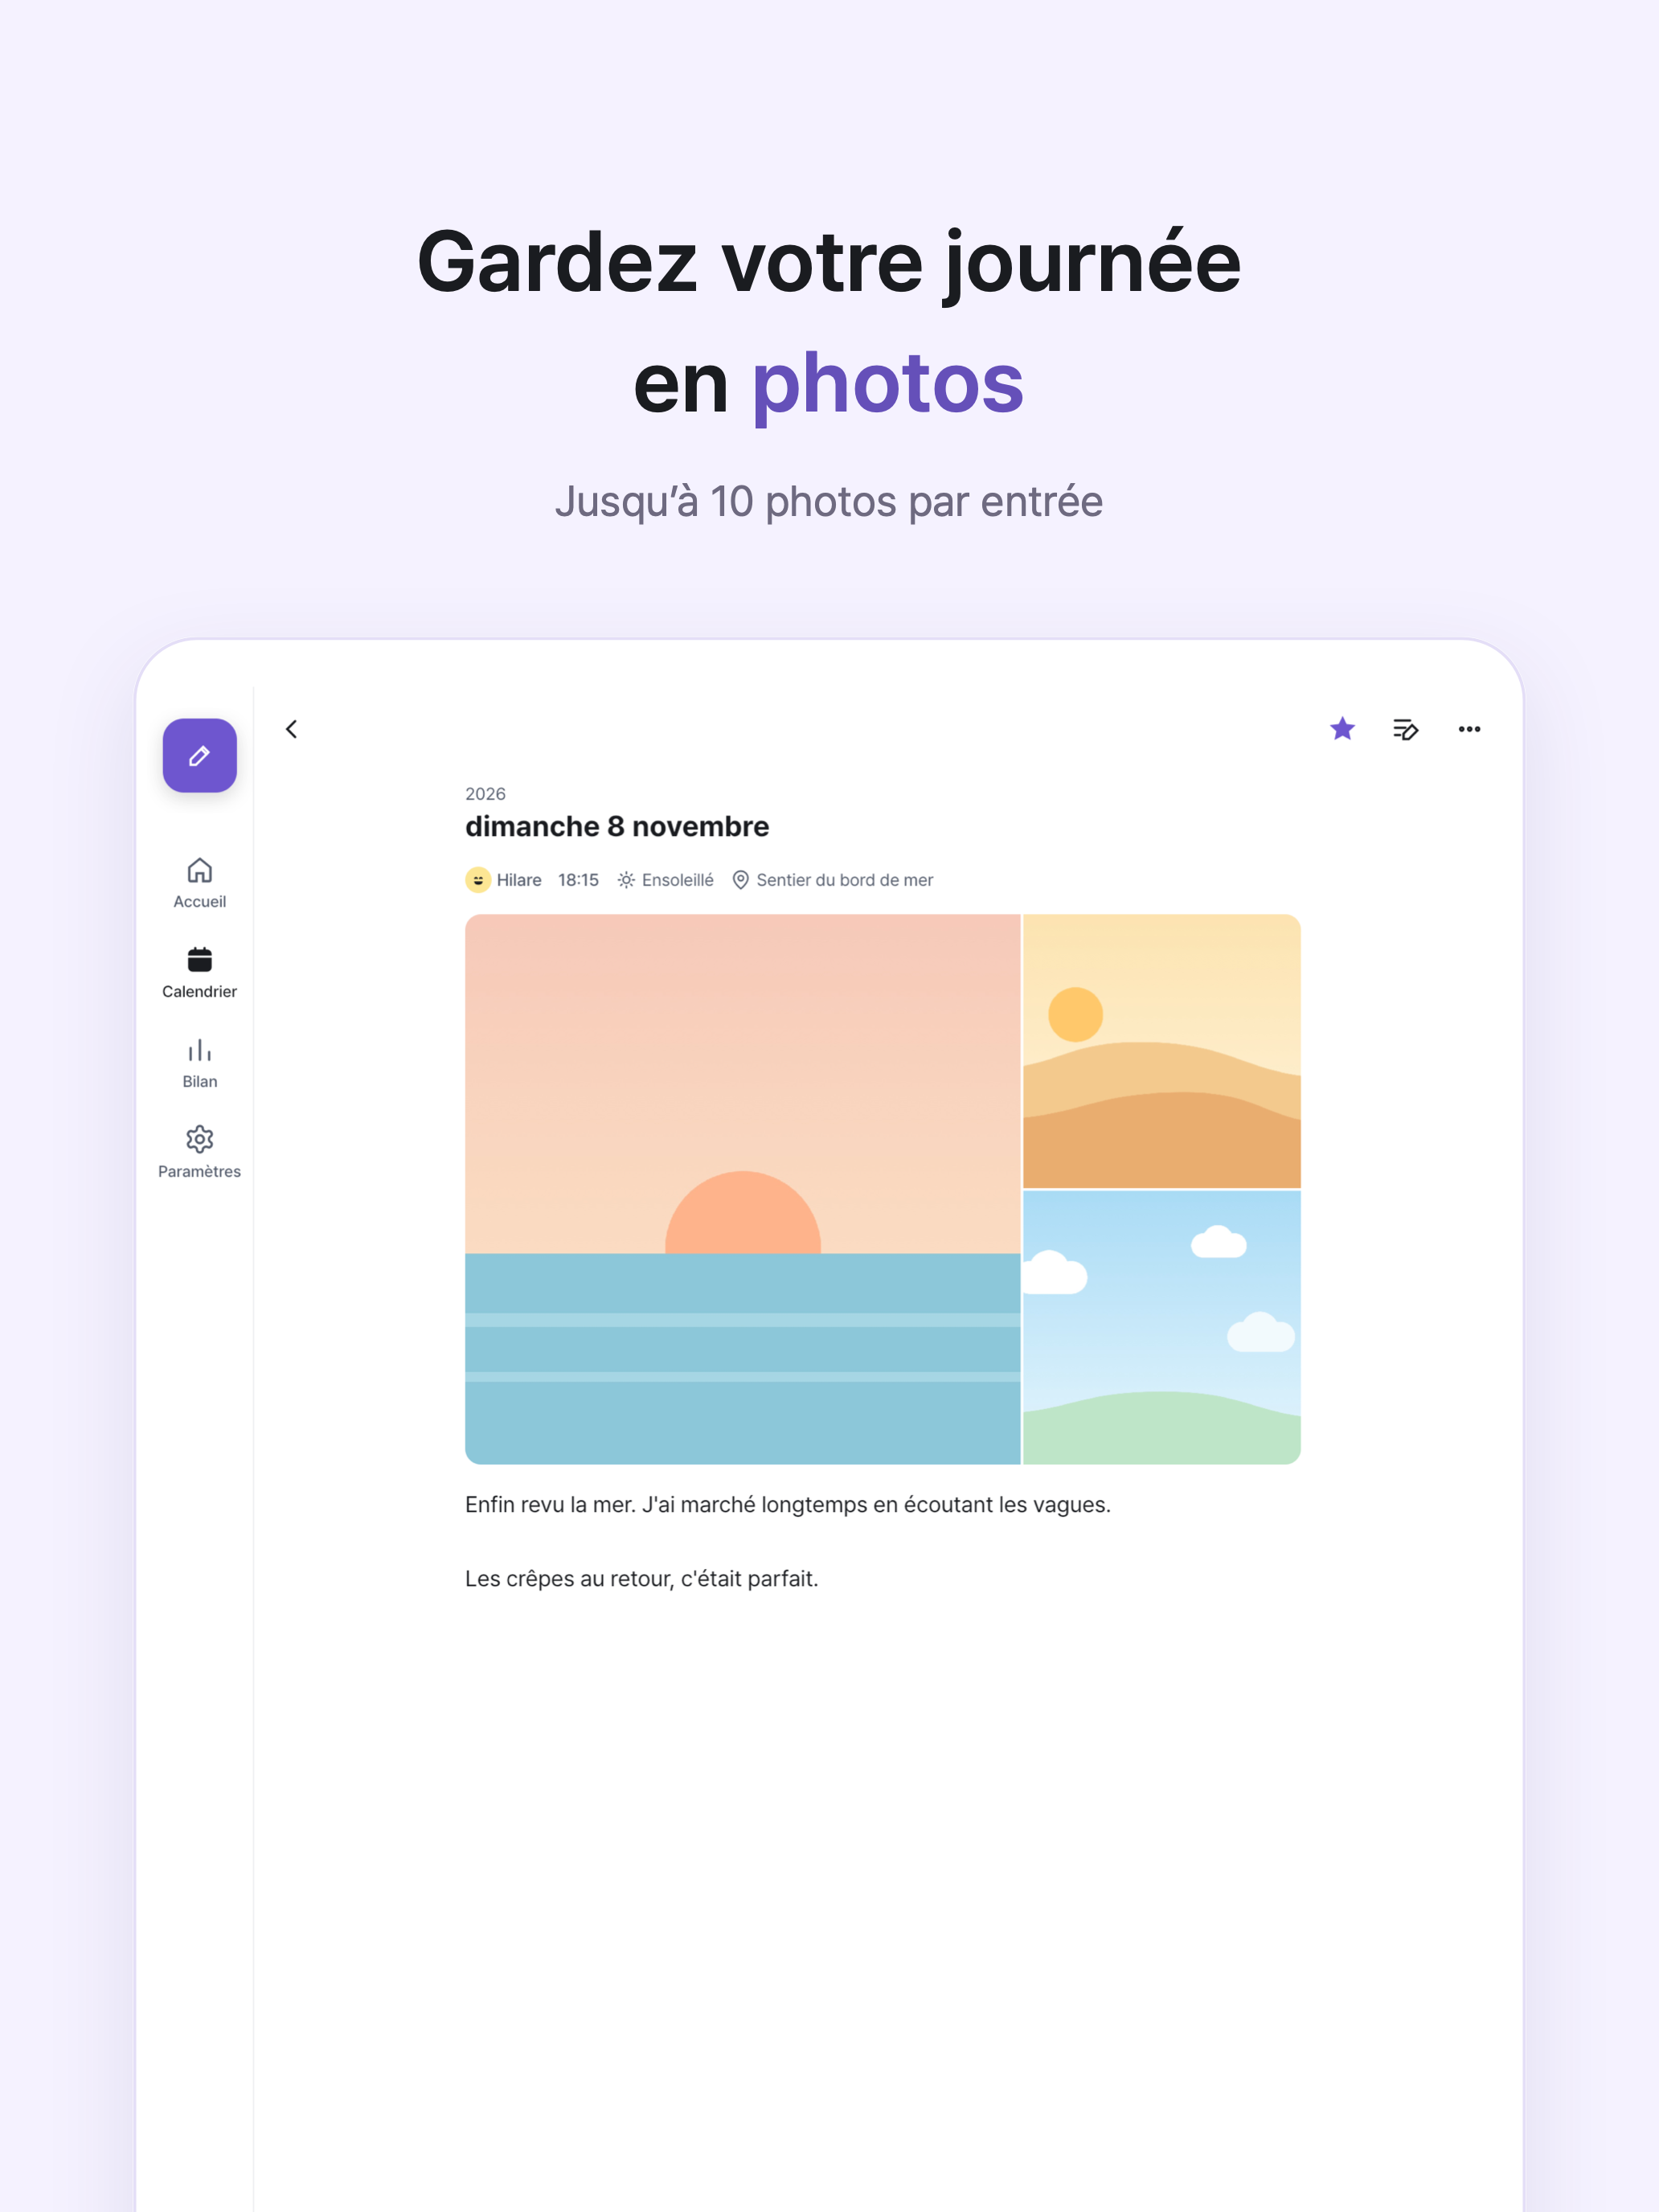 Gardez votre journée
en photos
Jusqu’à 10 photos par entrée
2026
dimanche 8 novembre
Hilare 18:15 Ensoleillé Sentier du bord de mer
Accueil
Calendrier
Bilan
Paramètres
Enfin revu la mer. J'ai marché longtemps en écoutant les vagues.
Les crêpes au retour, c'était parfait.